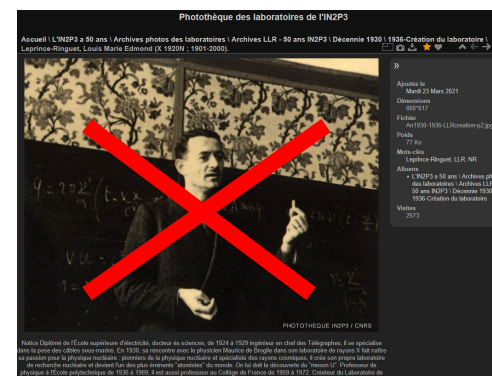 Photothèque des laboratoires de l'IN2P3
Accueil \ L'IN2P3 a 50 ans \ Archives photos des laboratoires \ Archives LLR - 50 ans IN2P3 \ Décennie 1930 \ 1936-Création du laboratoire \
Leprince-Ringuet, Louis Marie Edmond (X 1920N ; 1901-2000).
»
Ajoutée le
Mardi 23 Mars 2021
Dimensions
800*617
Fichier
An1930-1936-LLRcreation-p2.jpg
Poids
77 Ko
Mots-clés
Leprince-Ringuet, LLR, NR
Albums
• L'IN2P3 a 50 ans \ Archives ph
des laboratoires \ Archives LLR
50 ans IN2P3 \ Décennie 1930
1936-Création du laboratoire
Visites
2573
PHOTOTHEQUE IN2P3 / CNRS
Notice Diplômé de l'École supérieure d'électricité, docteur ès sciences, de 1924 à 1929 ingénieur en chef des Télégraphes, il se spécialise
dans la pose des câbles sous-marins. En 1930, sa rencontre avec le physicien Maurice de Broglie dans son laboratoire de rayons X fait naître
sa passion pour la physique nucléaire : pionniers de la physique nucléaire et spécialiste des rayons cosmiques, il crée son propre laboratoire
de recherche nucléaire et devient l'un des plus éminents "atomistes" du monde. On lui doit la découverte du "meson U". Professeur de
physique à l'École polytechnique de 1936 à 1969, il est aussi professeur au Collège de France de 1959 à 1972. Créateur du Laboratoire de